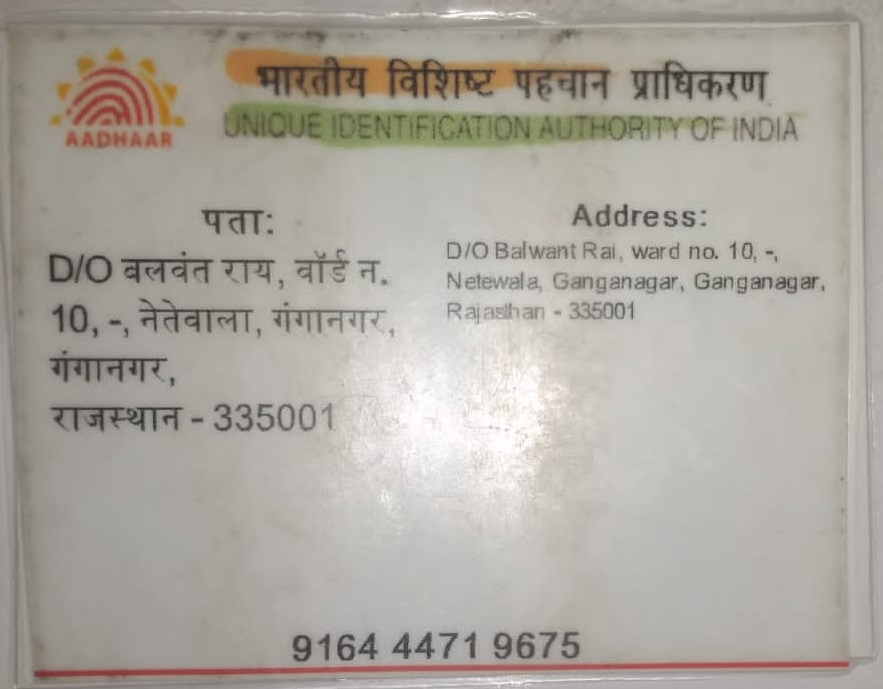 AADHAAR
भारतीय विशिष्ट पहचान प्राधिकरण
UNIQUE IDENTIFICATION AUTHORITY OF INDIA
पता:
D/O वलवंत राय, वॉर्ड न.
10, -, नेतेवाला, गंगानगर,
गंगानगर,
राजस्थान - 335001
Address:
D/O Balwant Rai, ward no. 10, -,
Netewala, Ganganagar, Ganganagar,
Rajasthan - 335001
9164 4471 9675